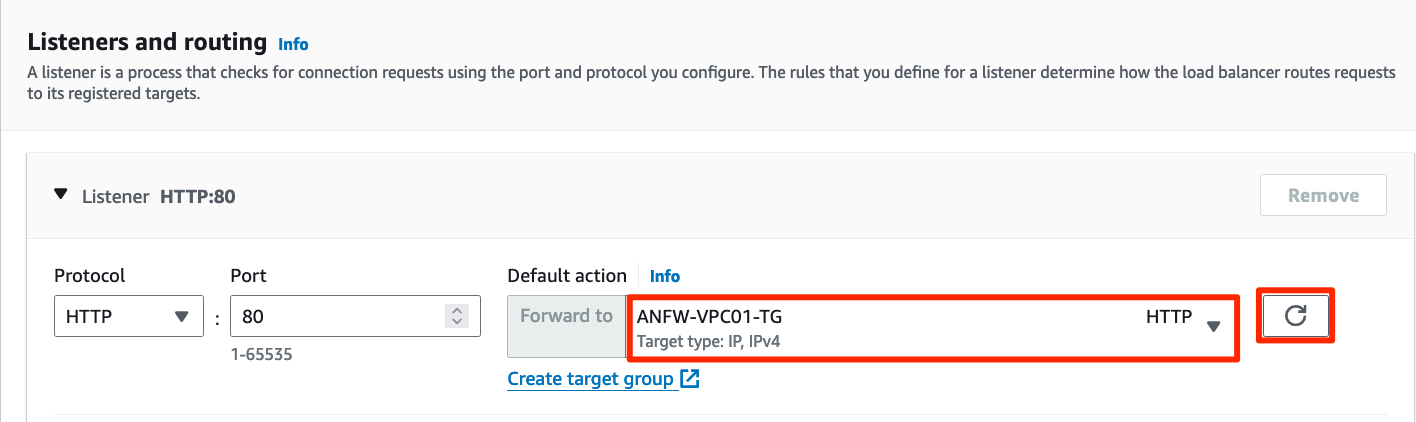 Listeners and routing Info
A listener is a process that checks for connection requests using the port and protocol you configure. The rules that you define for a listener determine how the load balancer routes requests
to its registered targets.
Listener HTTP:80
Remove
Protocol
Port
Default action
Info
HTTP
:
80
Forward to
ANFW-VPC01-TG
HTTP
Target type: IP, IPv4
1-65535
Create target group